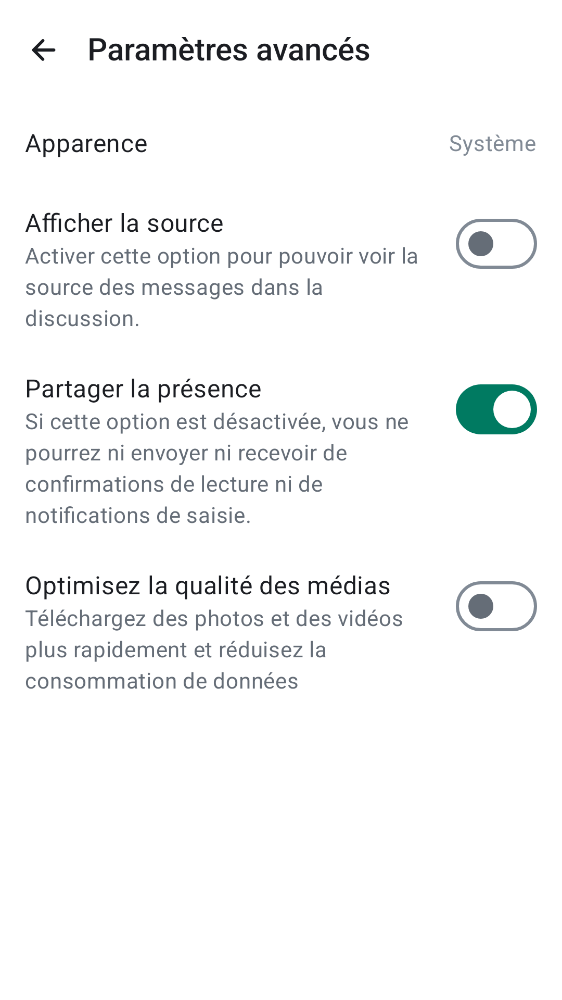 Paramètres avancés
Apparence
Système
Afficher la source
Activer cette option pour pouvoir voir la
source des messages dans la
discussion.
Partager la présence
Si cette option est désactivée, vous ne
pourrez ni envoyer ni recevoir de
confirmations de lecture ni de
notifications de saisie.
Optimisez la qualité des médias
Téléchargez des photos et des vidéos
plus rapidement et réduisez la
consommation de données